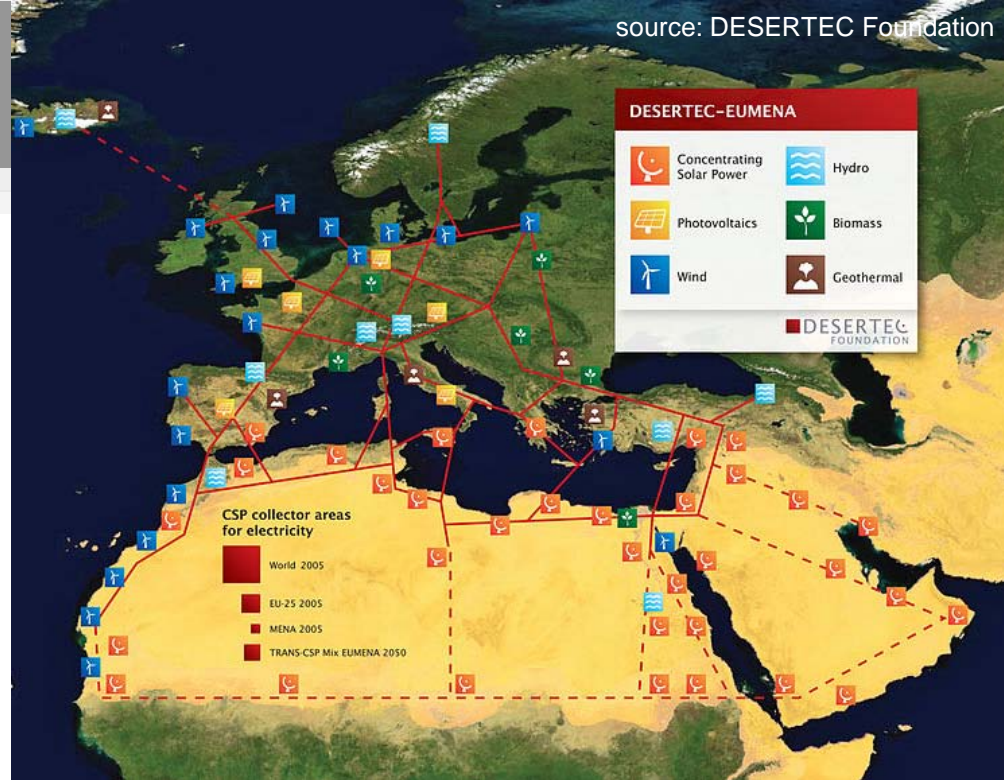 source: DESERTEC Foundation
DESERTEC-EUMENA
Concentrating
Solar Power
Hydro
Photovoltaics
Biomass
Wind
Geothermal
DESERTEC
FOUNDATION
CSP collector areas
for electricity
World 2005
EU-25 2005
MENA 2005
TRANS-CSP Mix EUMENA 2050